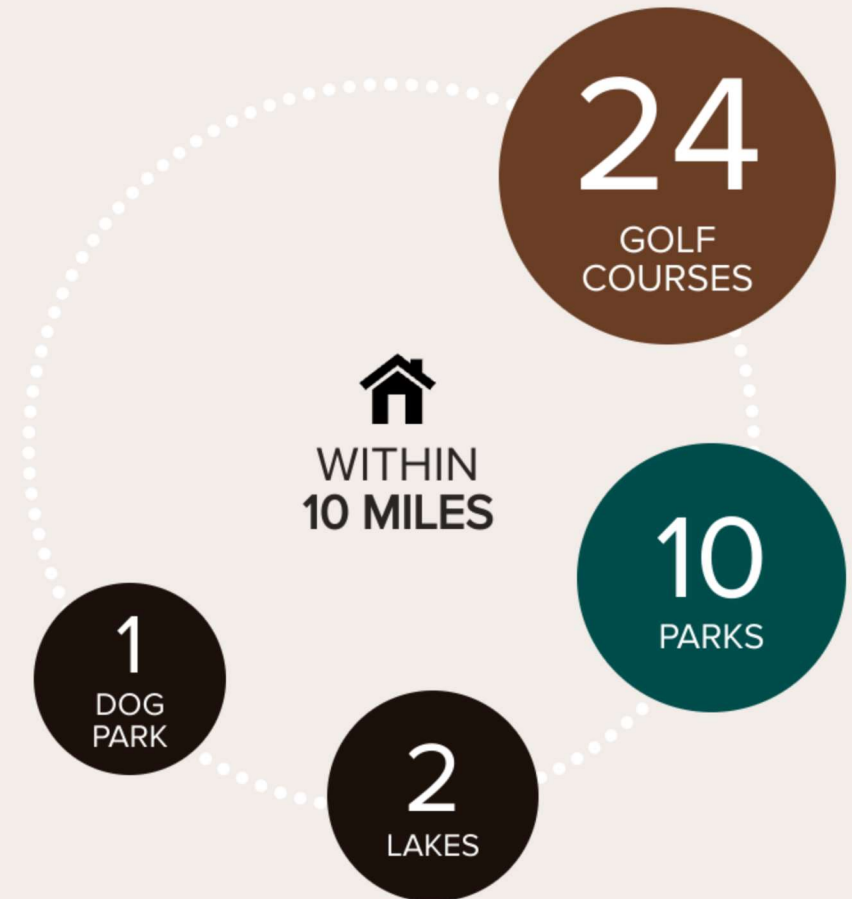 24
GOLF
COURSES
WITHIN
10 MILES
10
PARKS
1
DOG
PARK
2
LAKES